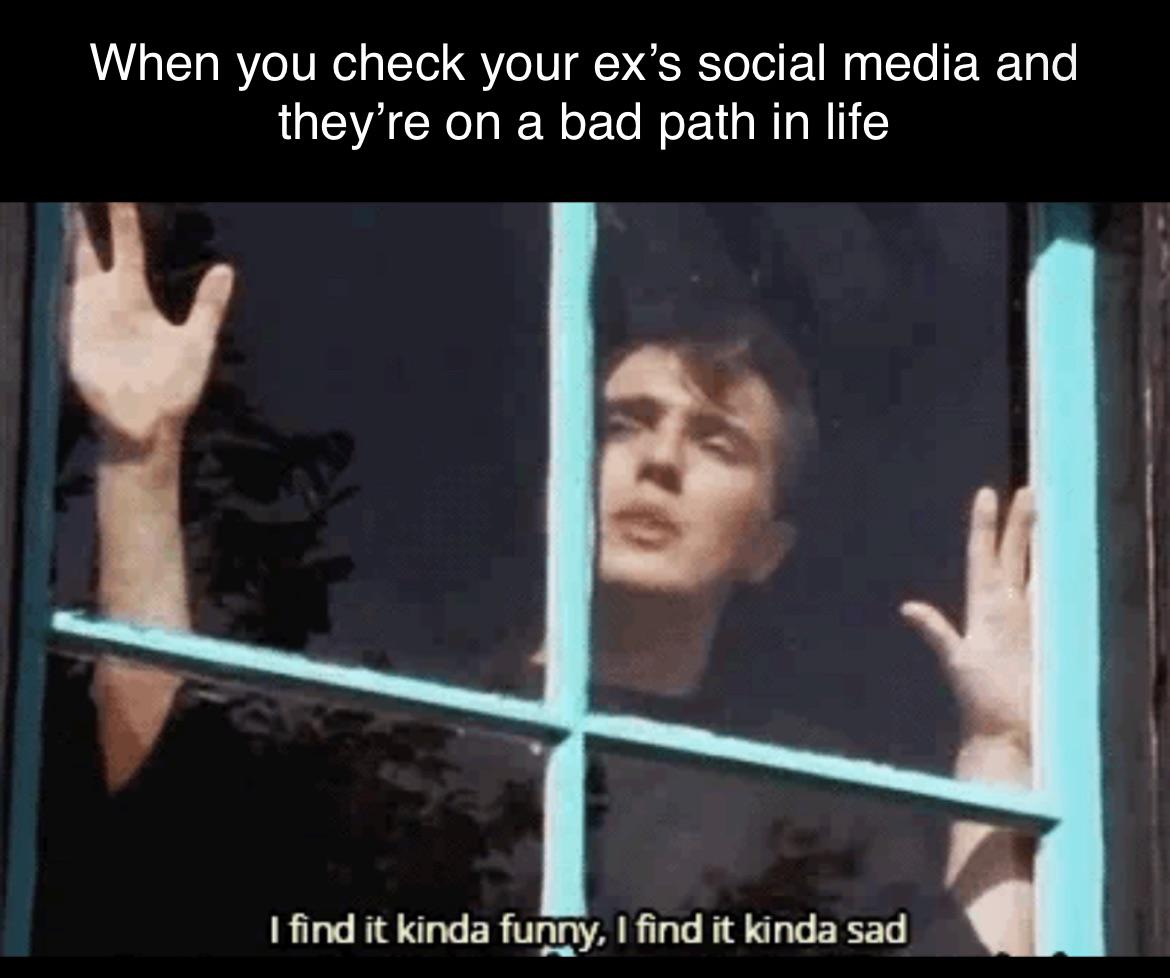 When you check your ex’s social media and
they’re on a bad path in life
I find it kinda funny, I find it kinda sad